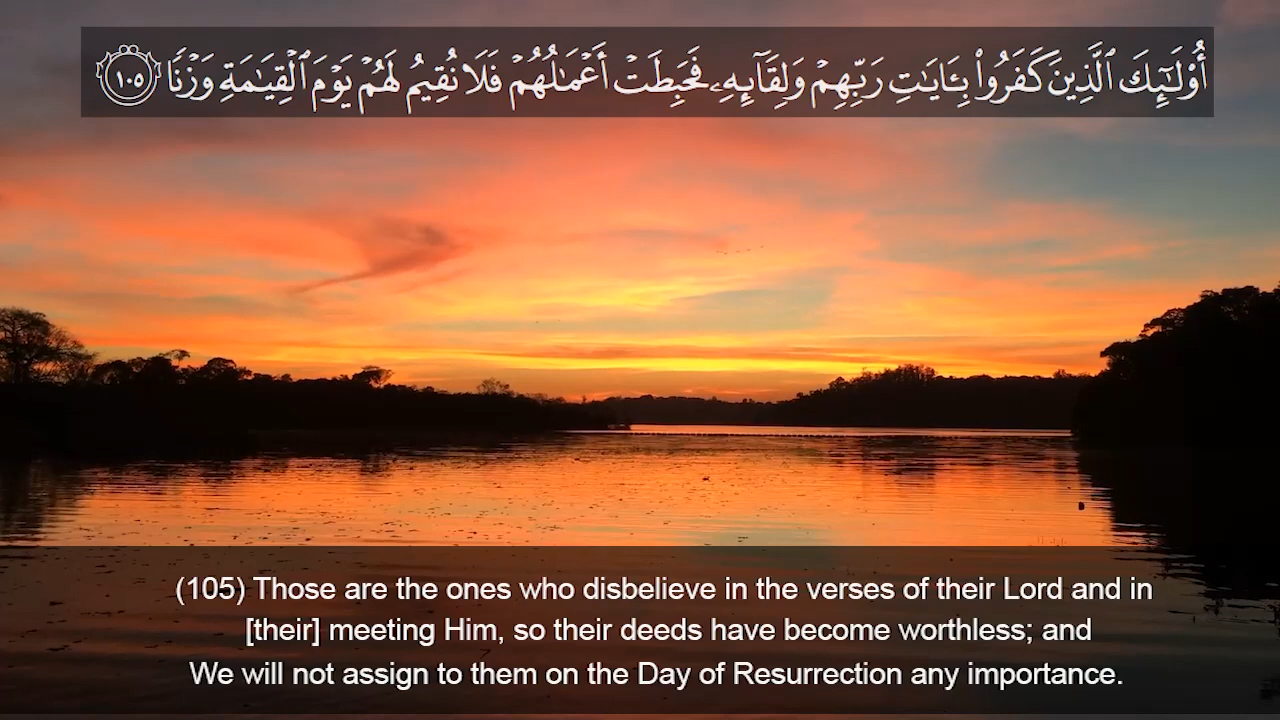 أُو۟لَـٰٓئِكَ ٱلَّذِينَ كَفَرُوا۟ بِـَٔايَـٰتِ رَبِّهِمْ وَلِقَآئِهِۦ فَحَبِطَتْ أَعْمَـٰلُهُمْ فَلَا نُقِيمُ لَهُمْ يَوْمَ ٱلْقِيَـٰمَةِ وَزْنًا ١٠٥
(105) Those are the ones who disbelieve in the verses of their Lord and in
[their] meeting Him, so their deeds have become worthless; and
We will not assign to them on the Day of Resurrection any importance.